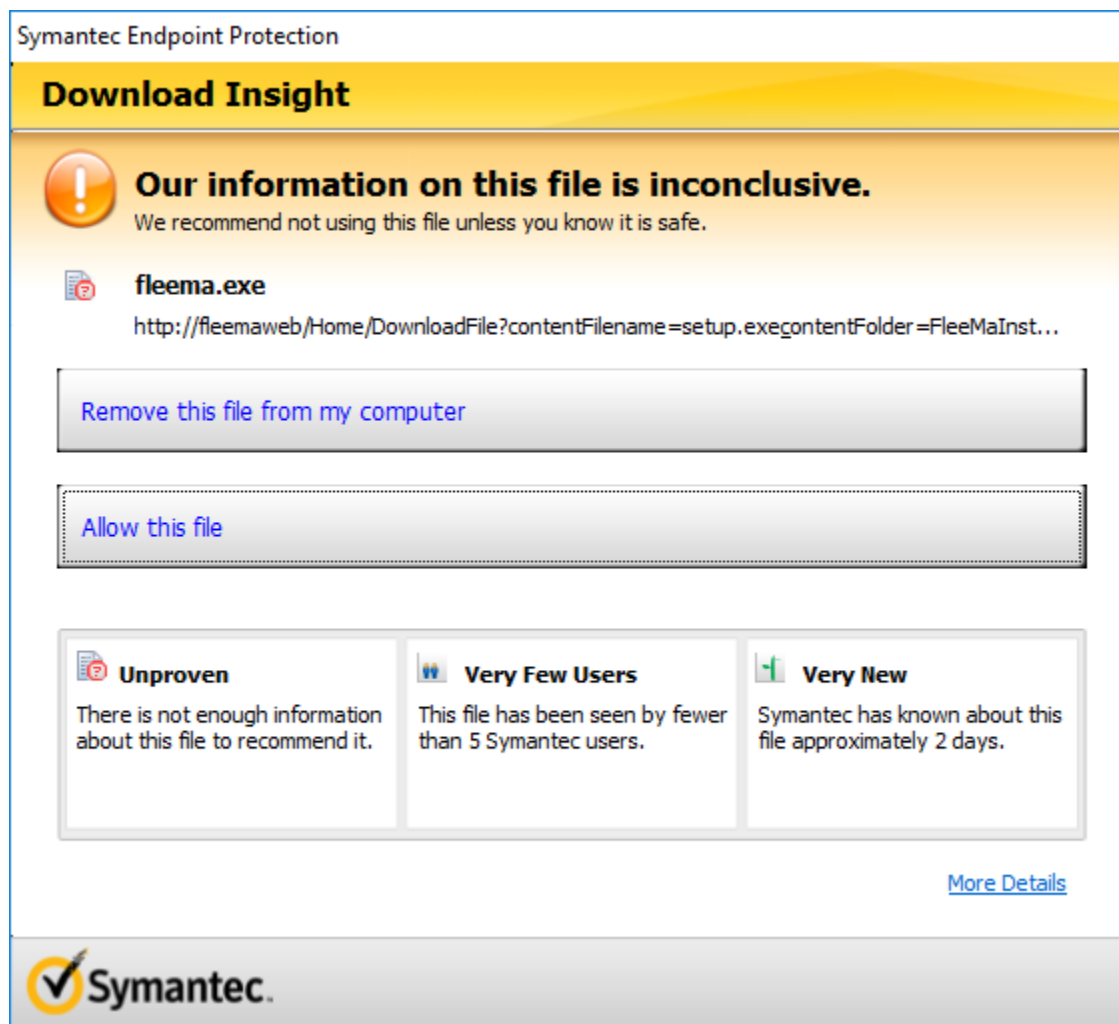 Symantec Endpoint Protection
Download Insight
Our information on this file is inconclusive.
We recommend not using this file unless you know it is safe.
fleema.exe
http://fleemaweb/Home/DownloadFile?contentFilename=setup.execontentFolder=FleeMaInst...
Remove this file from my computer
Allow this file
Unproven
There is not enough information
about this file to recommend it.
Very Few Users
This file has been seen by fewer
than 5 Symantec users.
Very New
Symantec has known about this
file approximately 2 days.
More Details
Symantec.